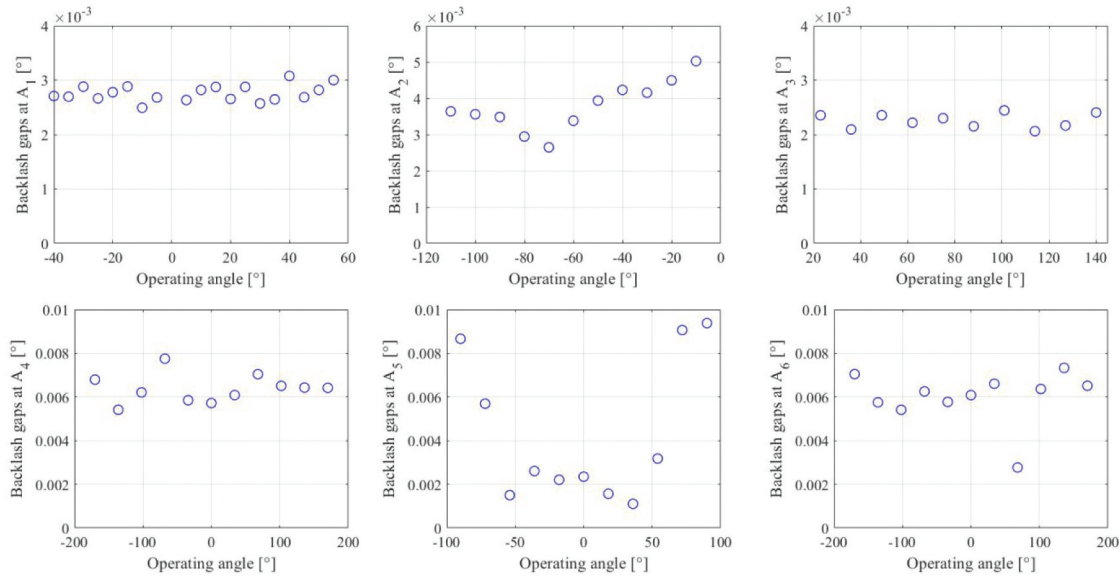 ×10⁻³
4
3
2
1
0
Backlash gaps at A₁ [°]
-40 -20 0 20 40 60
Operating angle [°]
×10⁻³
6
5
4
3
2
1
0
Backlash gaps at A₂ [°]
-120 -100 -80 -60 -40 -20 0
Operating angle [°]
×10⁻³
4
3
2
1
0
Backlash gaps at A₃ [°]
20 40 60 80 100 120 140
Operating angle [°]
0.01
0.008
0.006
0.004
0.002
0
Backlash gaps at A₄ [°]
-200 -100 0 100 200
Operating angle [°]
0.01
0.008
0.006
0.004
0.002
0
Backlash gaps at A₅ [°]
-100 -50 0 50 100
Operating angle [°]
0.01
0.008
0.006
0.004
0.002
0
Backlash gaps at A₆ [°]
-200 -100 0 100 200
Operating angle [°]